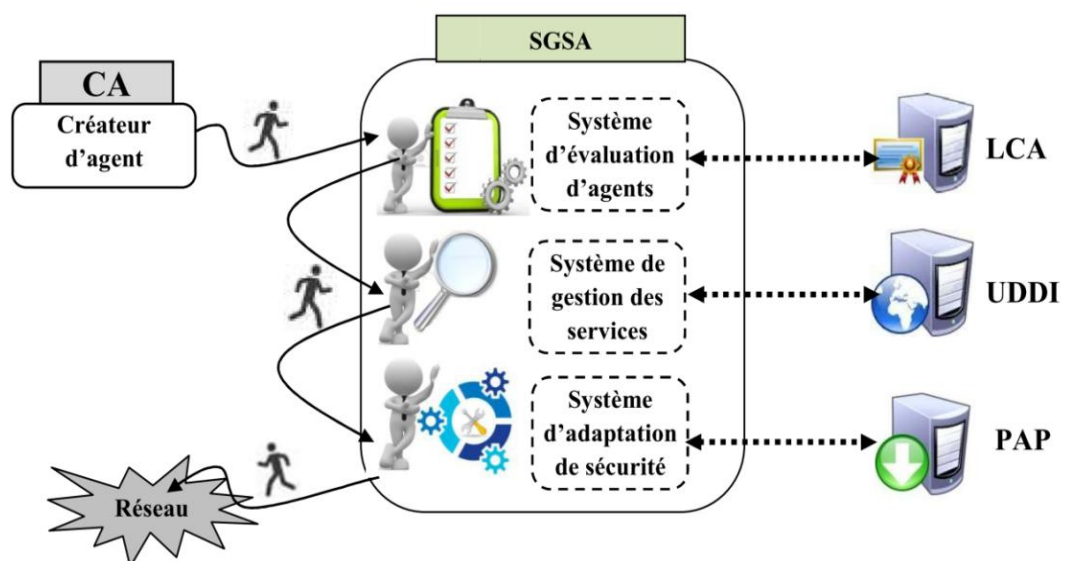 SGSA
CA
Créateur
d'agent
Système
d'évaluation
d'agents
LCA
Système de
gestion des
services
UDDI
Système
d'adaptation
de sécurité
PAP
Réseau